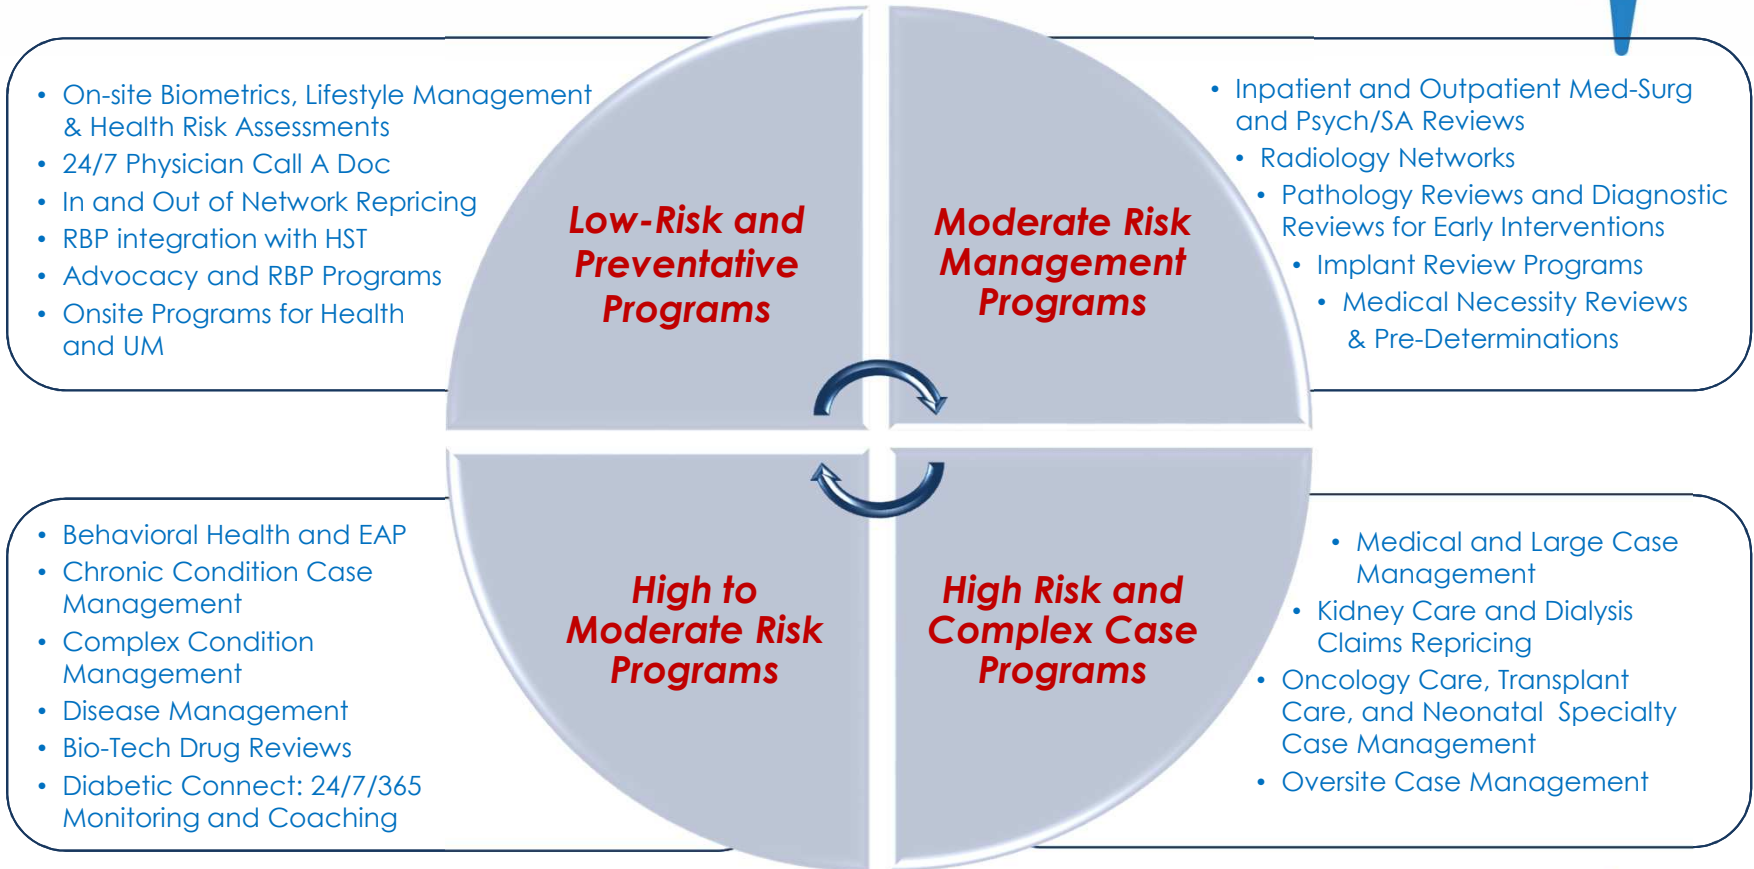 • On-site Biometrics, Lifestyle Management
& Health Risk Assessments
• 24/7 Physician Call A Doc
• In and Out of Network Repricing
• RBP integration with HST
• Advocacy and RBP Programs
• Onsite Programs for Health
and UM
Low-Risk and
Preventative
Programs
Moderate Risk
Management
Programs
• Inpatient and Outpatient Med-Surg
and Psych/SA Reviews
• Radiology Networks
• Pathology Reviews and Diagnostic
Reviews for Early Interventions
• Implant Review Programs
• Medical Necessity Reviews
& Pre-Determinations
• Behavioral Health and EAP
• Chronic Condition Case
Management
• Complex Condition
Management
• Disease Management
• Bio-Tech Drug Reviews
• Diabetic Connect: 24/7/365
Monitoring and Coaching
High to
Moderate Risk
Programs
High Risk and
Complex Case
Programs
• Medical and Large Case
Management
• Kidney Care and Dialysis
Claims Repricing
• Oncology Care, Transplant
Care, and Neonatal  Specialty
Case Management
• Oversite Case Management